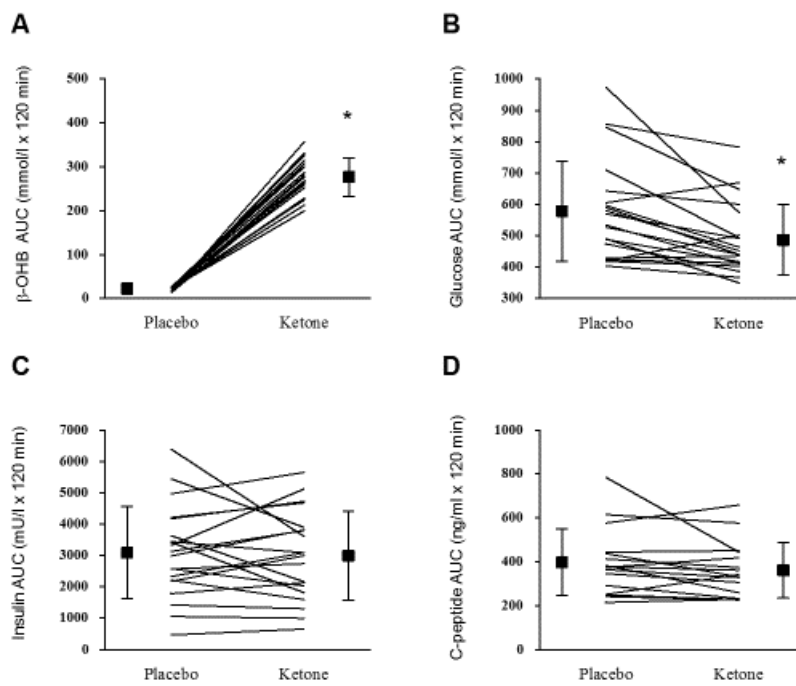 A
β-OHB AUC (mmol/l x 120 min)
500
400
300
200
100
0
*
Placebo
Ketone
B
Glucose AUC (mmol/l x 120 min)
1000
900
800
700
600
500
400
300
*
Placebo
Ketone
C
Insulin AUC (mU/l x 120 min)
7000
6000
5000
4000
3000
2000
1000
0
Placebo
Ketone
D
C-peptide AUC (ng/ml x 120 min)
1000
800
600
400
200
0
Placebo
Ketone